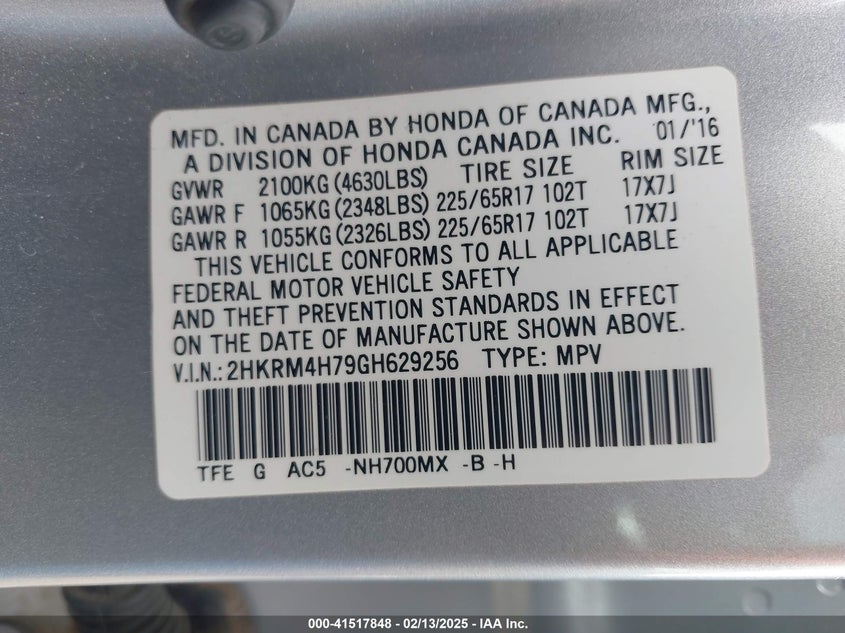 MFD. IN CANADA BY HONDA OF CANADA MFG.,
A DIVISION OF HONDA CANADA INC. 01/'16
GVWR 2100KG (4630LBS) TIRE SIZE RIM SIZE
GAWR F 1065KG (2348LBS) 225/65R17 102T 17X7J
GAWR R 1055KG (2326LBS) 225/65R17 102T 17X7J
THIS VEHICLE CONFORMS TO ALL APPLICABLE
FEDERAL MOTOR VEHICLE SAFETY
AND THEFT PREVENTION STANDARDS IN EFFECT
ON THE DATE OF MANUFACTURE SHOWN ABOVE.
V.I.N.: 2HKRM4H79GH629256 TYPE: MPV
TFE G AC5 -NH700MX -B -H
000-41517848 - 02/13/2025 - IAA Inc.